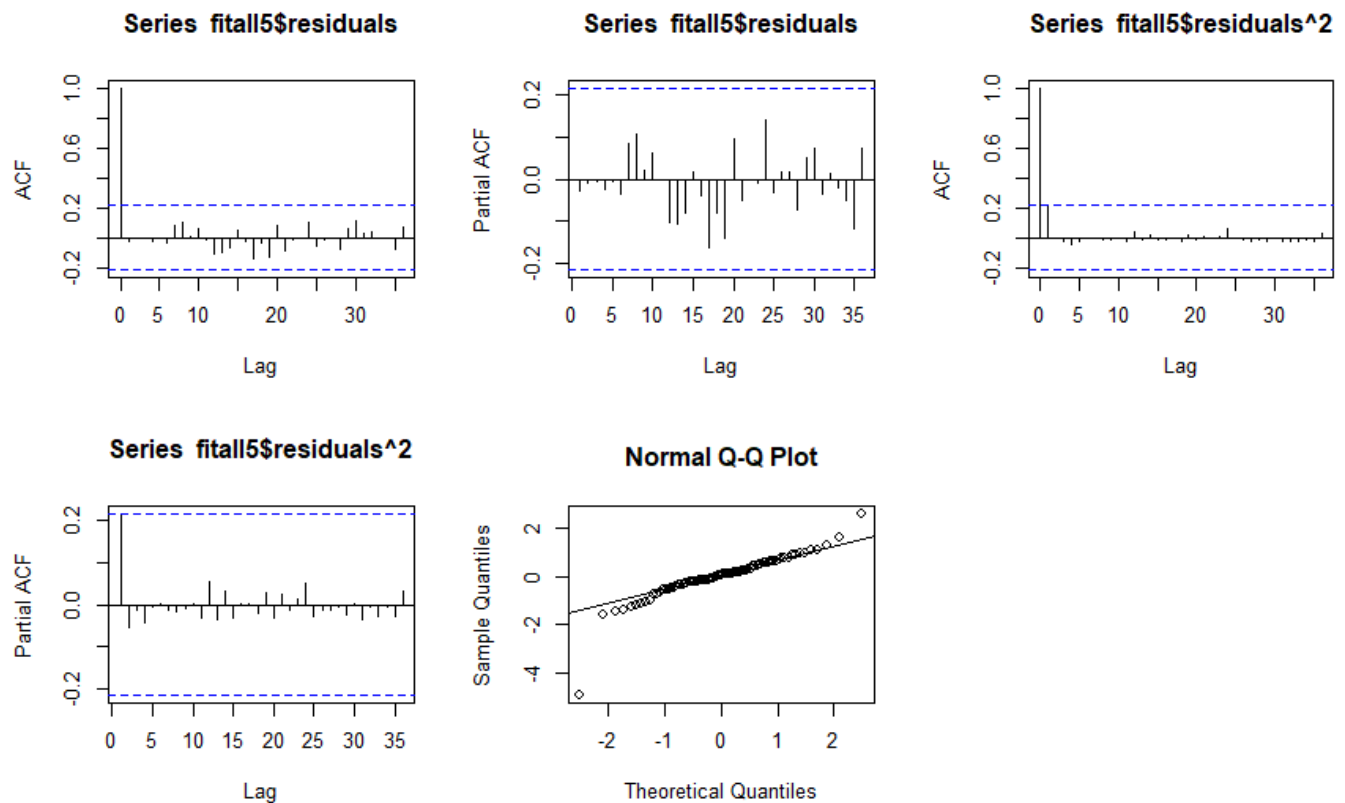 Series fitall5$residuals
ACF
1.0
0.6
0.2
-0.2
0 5 10 20 30
Lag
Series fitall5$residuals
Partial ACF
0.2
0.0
-0.2
0 5 10 15 20 25 30 35
Lag
Series fitall5$residuals^2
ACF
1.0
0.6
0.2
-0.2
0 5 10 20 30
Lag
Series fitall5$residuals^2
Partial ACF
0.2
0.0
-0.2
0 5 10 15 20 25 30 35
Lag
Normal Q-Q Plot
Sample Quantiles
2
0
-2
-4
-2 -1 0 1 2
Theoretical Quantiles